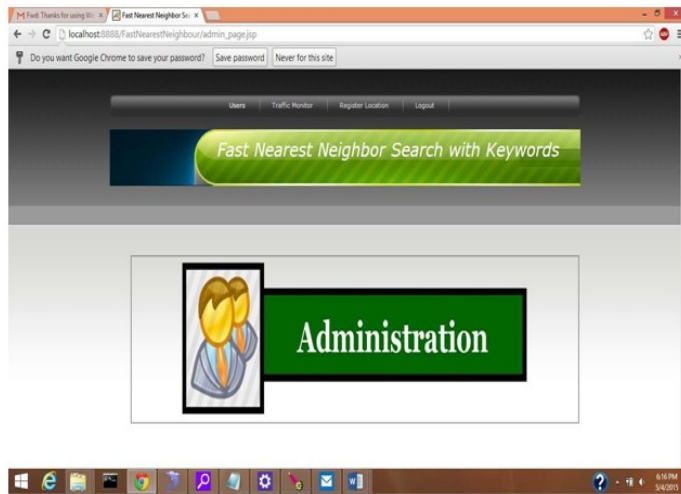 Fwd: Thanks for using Wi
Fast Nearest Neighbor Se
localhost:8888/FastNearestNeighbour/admin_page.jsp
Do you want Google Chrome to save your password? Save password Never for this site
Users Traffic Monitor Register Location Logout
Fast Nearest Neighbor Search with Keywords
Administration
6:16 PM
5/4/2015